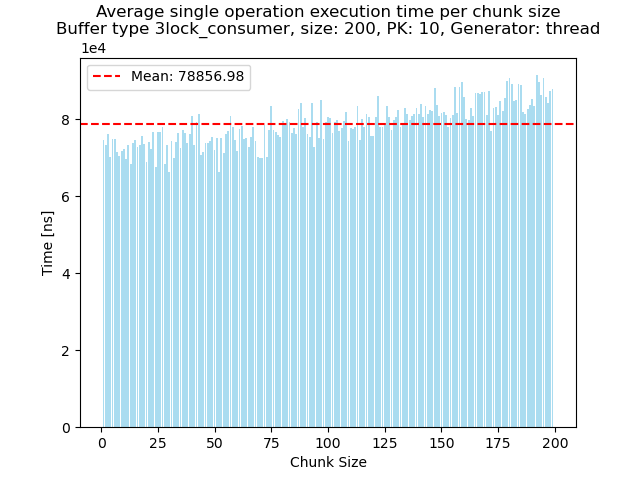 Average single operation execution time per chunk size
Buffer type 3lock_consumer, size: 200, PK: 10, Generator: thread
1e4
Mean: 78856.98
8
6
4
2
0
Time [ns]
0 25 50 75 100 125 150 175 200
Chunk Size